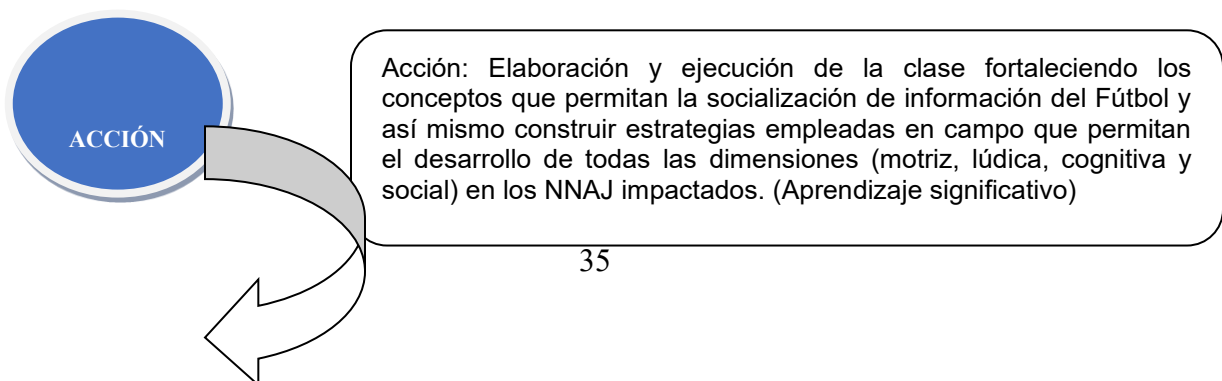 ACCIÓN
Acción: Elaboración y ejecución de la clase fortaleciendo los
conceptos que permitan la socialización de información del Fútbol y
así mismo construir estrategias empleadas en campo que permitan
el desarrollo de todas las dimensiones (motriz, lúdica, cognitiva y
social) en los NNAJ impactados. (Aprendizaje significativo)
35